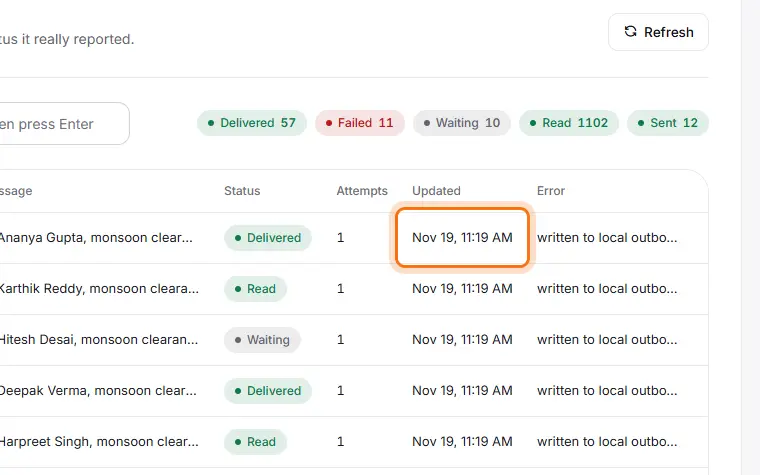 tus it really reported.
Refresh
en press Enter
Delivered 57 Failed 11 Waiting 10 Read 1102 Sent 12
ssage Status Attempts Updated Error
Ananya Gupta, monsoon clear... Delivered 1 Nov 19, 11:19 AM written to local outbo...
Karthik Reddy, monsoon cleara... Read 1 Nov 19, 11:19 AM written to local outbo...
Hitesh Desai, monsoon clearan... Waiting 1 Nov 19, 11:19 AM written to local outbo...
Deepak Verma, monsoon clear... Delivered 1 Nov 19, 11:19 AM written to local outbo...
Harpreet Singh, monsoon clear... Read 1 Nov 19, 11:19 AM written to local outbo...